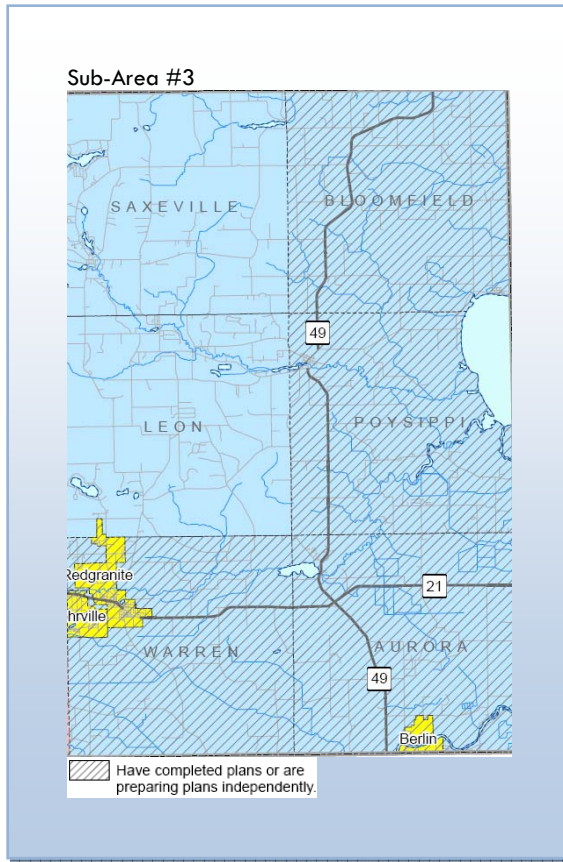 Sub-Area #3
SAXEVILLE
BLOOMFIELD
49
LEON
POYSIPPI
Redgranite
21
hrville
WARREN
AURORA
49
Berlin
Have completed plans or are
preparing plans independently.